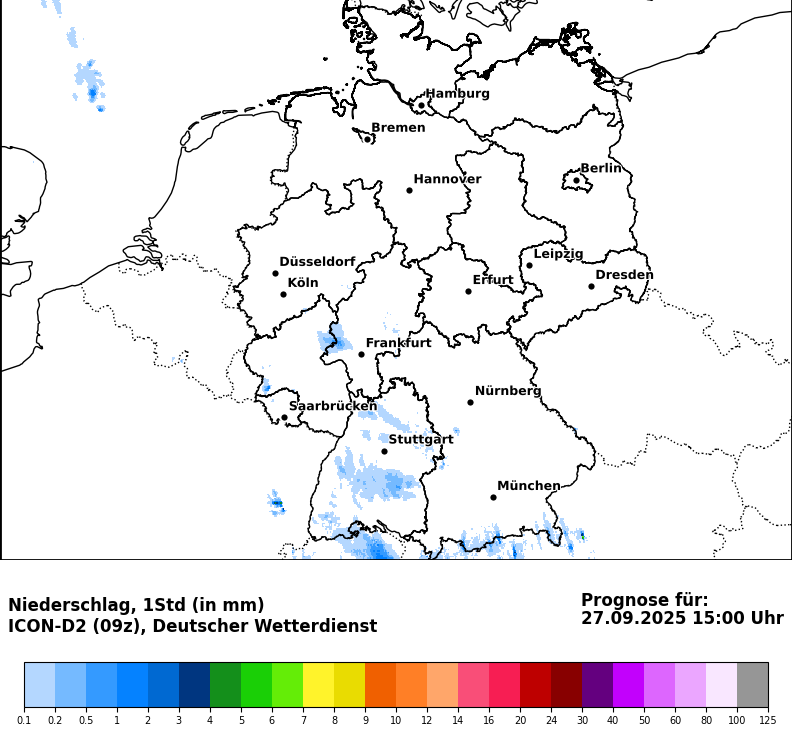 Hamburg
Bremen
Berlin
Hannover
Leipzig
Düsseldorf
Dresden
Köln
Erfurt
Frankfurt
Nürnberg
Saarbrücken
Stuttgart
München
Niederschlag, 1Std (in mm)
ICON-D2 (09z), Deutscher Wetterdienst
Prognose für:
27.09.2025 15:00 Uhr
0.1 0.2 0.5 1 2 3 4 5 6 7 8 9 10 12 14 16 20 24 30 40 50 60 80 100 125